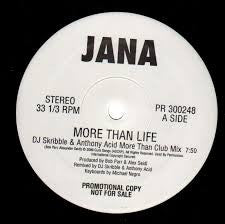 JANA
STEREO
33 1/3 RPM
PR 300248
A SIDE
MORE THAN LIFE
DJ Skribble & Anthony Acid More Than Club Mix 7:50
Produced by Bob Parr & Alex Seidl
Remixed by DJ Skribble & Anthony Acid
Keyboards by Michael Negro
PROMOTIONAL COPY
NOT FOR SALE